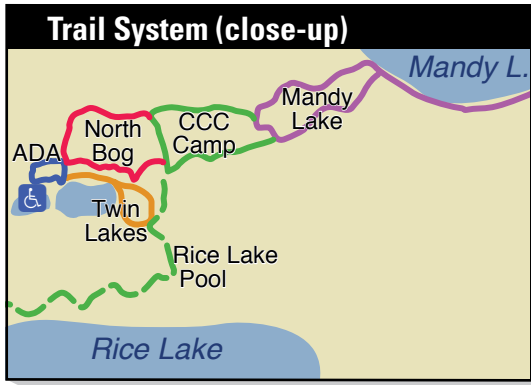 Trail System (close-up)
Mandy L.
Mandy
Lake
CCC
Camp
North
Bog
ADA
Twin
Lakes
Rice Lake
Pool
Rice Lake